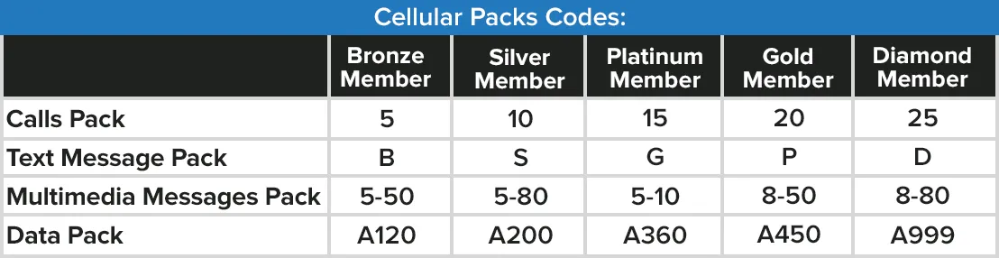 Cellular Packs Codes:
Bronze Member Silver Member Platinum Member Gold Member Diamond Member
Calls Pack 5 10 15 20 25
Text Message Pack B S G P D
Multimedia Messages Pack 5-50 5-80 5-10 8-50 8-80
Data Pack A120 A200 A360 A450 A999